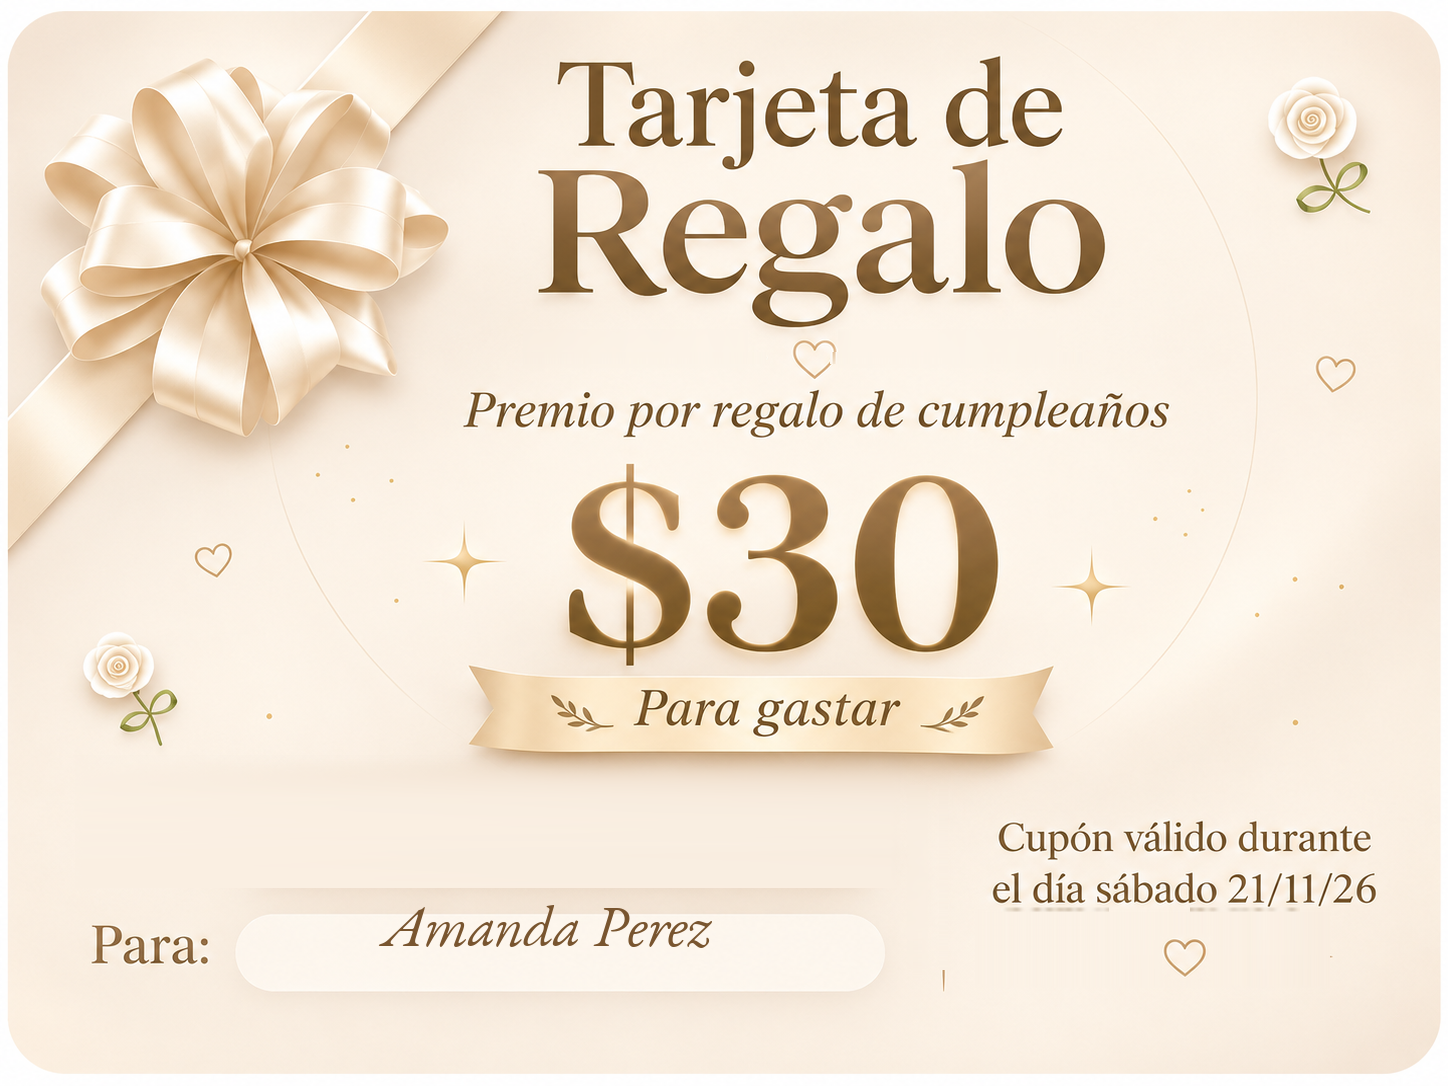 Tarjeta de
Regalo
Premio por regalo de cumpleaños
$30
Para gastar
Cupón válido durante
el día sábado 21/11/26
Para: Amanda Perez